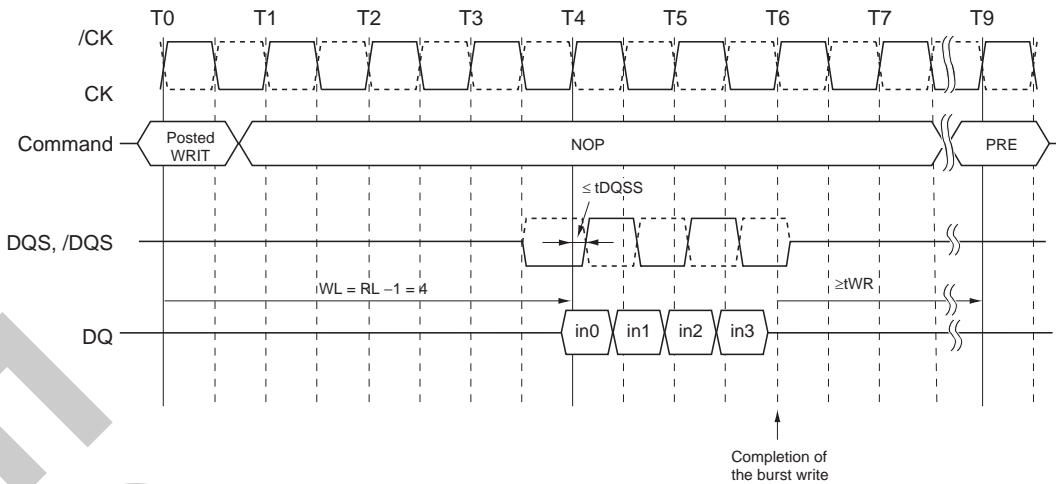 T0 T1 T2 T3 T4 T5 T6 T7 T9
/CK
CK
Command
Posted
WRIT
NOP
PRE
≤ tDQSS
DQS, /DQS
WL = RL −1 = 4
≥tWR
DQ
in0 in1 in2 in3
Completion of
the burst write